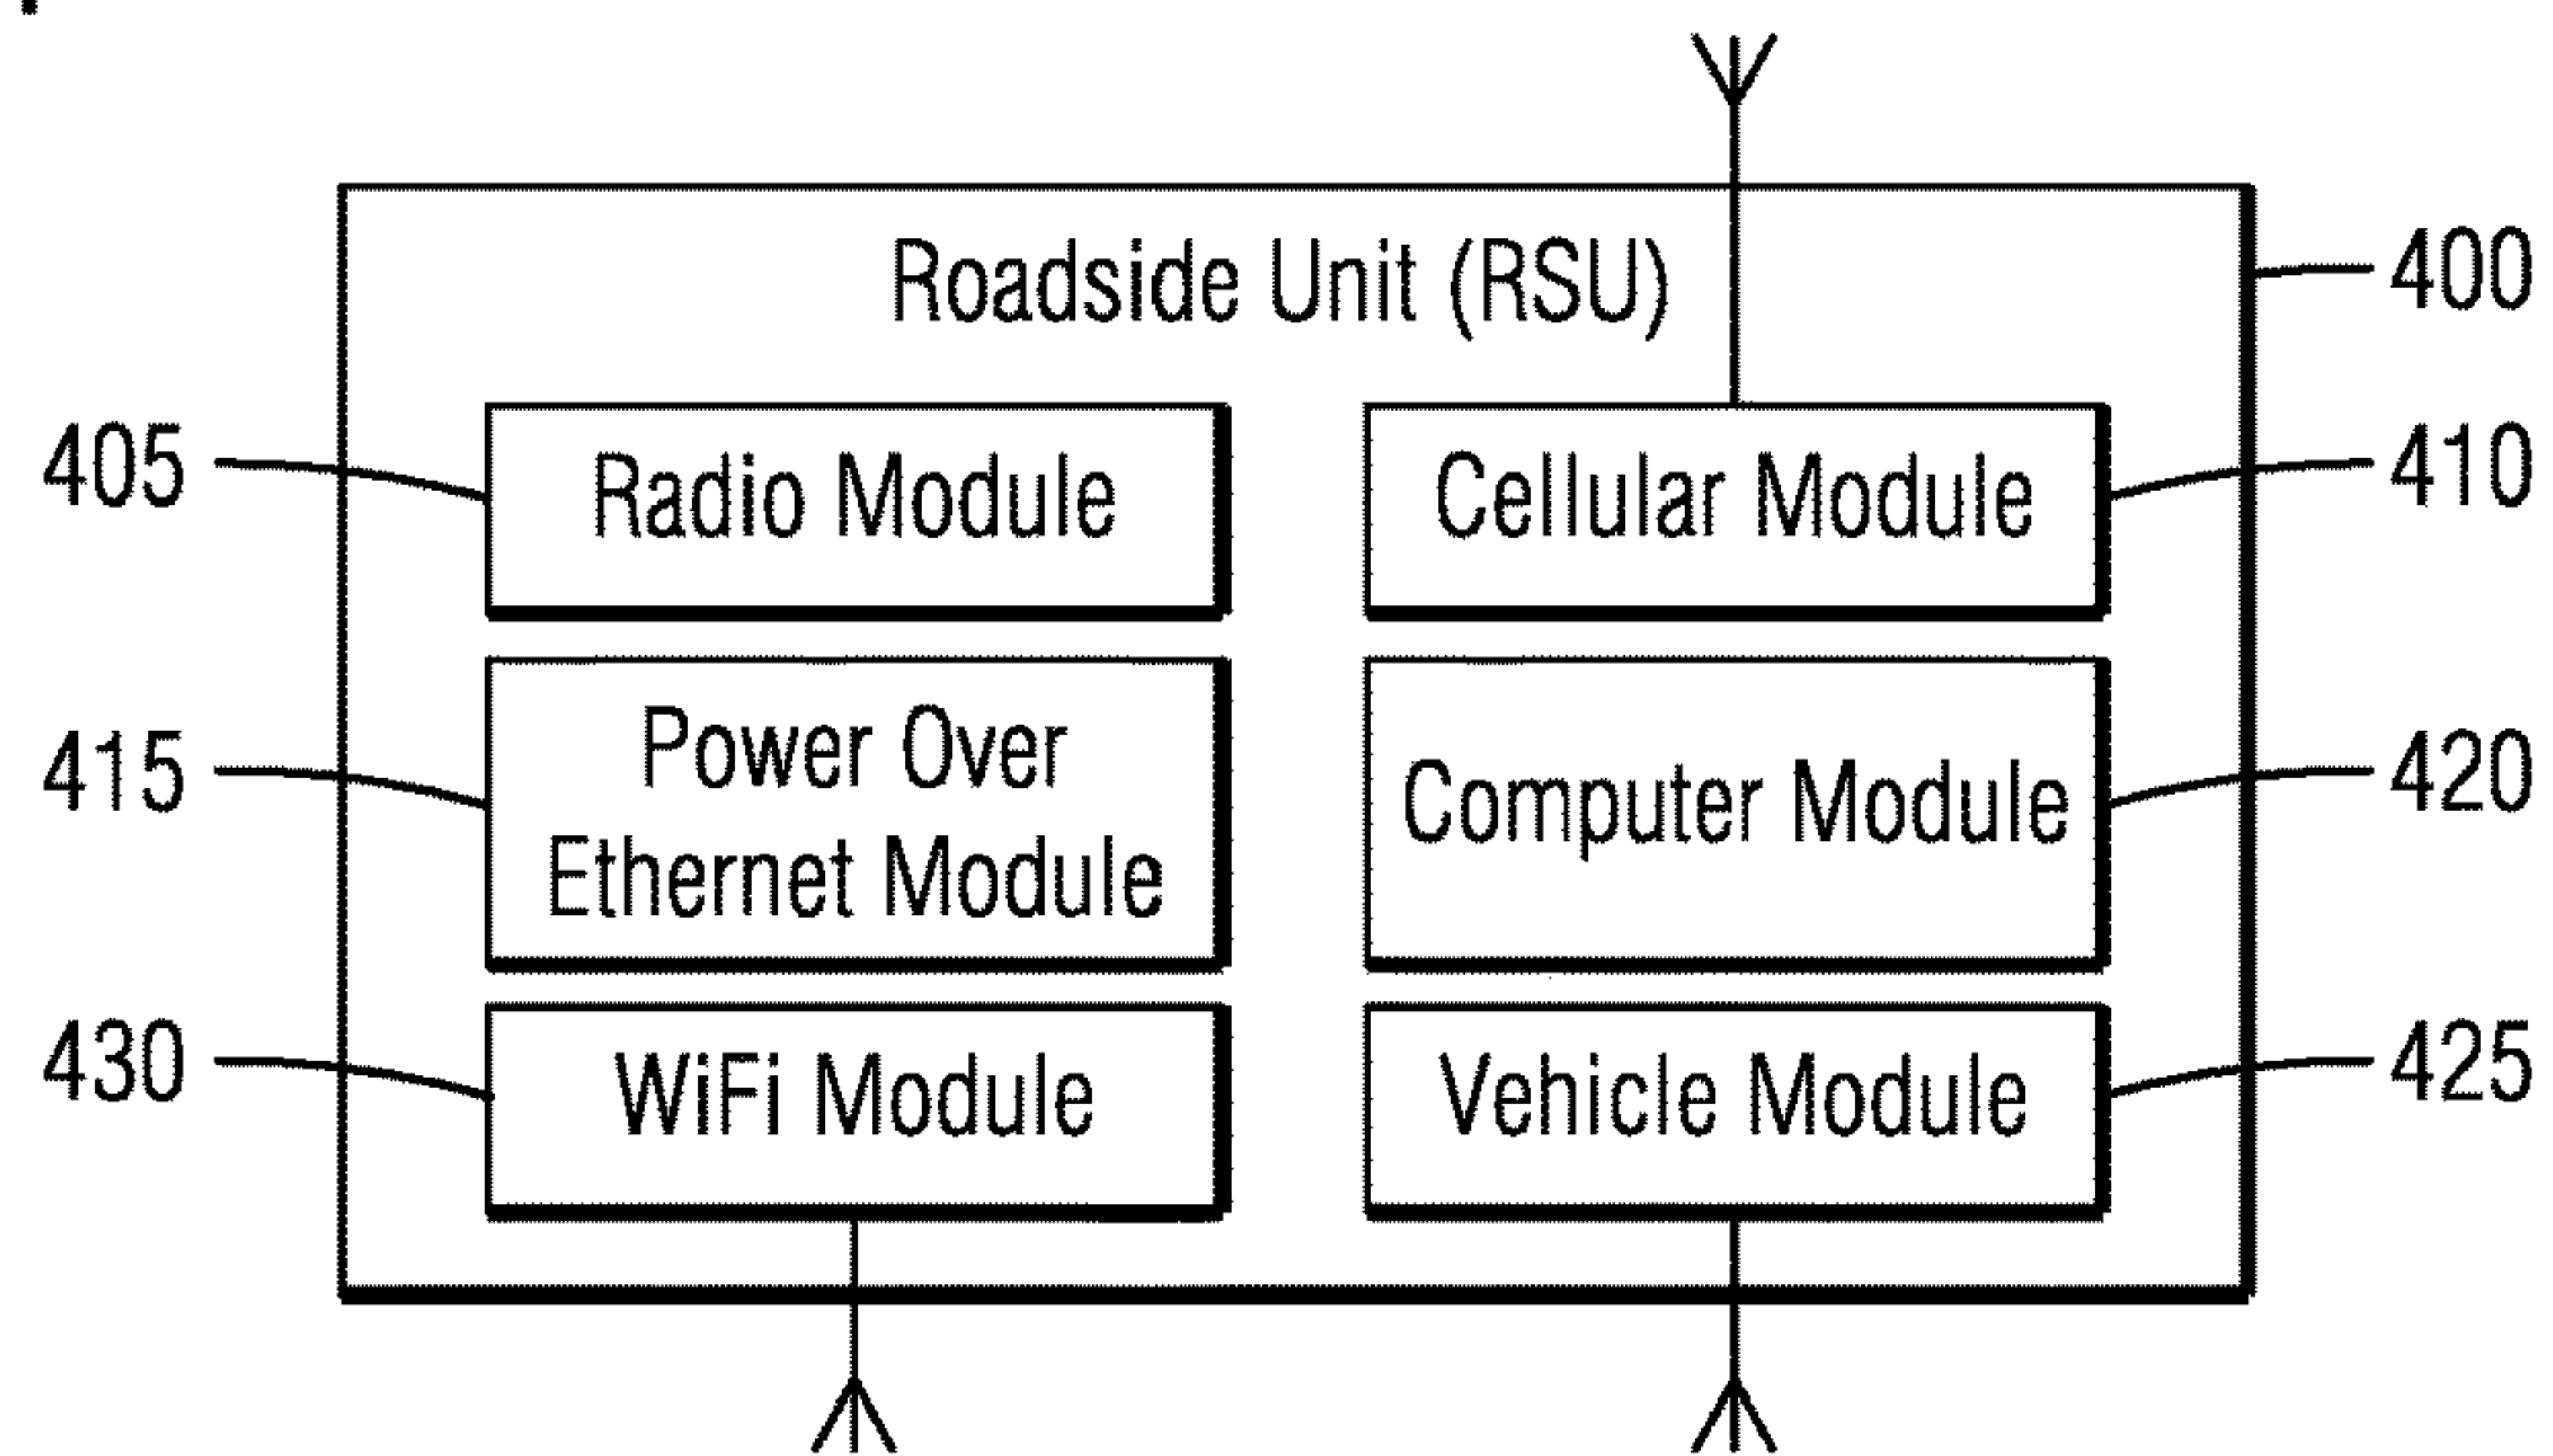 Roadside Unit (RSU)
400
405
Radio Module
Cellular Module
410
415
Power Over
Ethernet Module
Computer Module
420
430
WiFi Module
Vehicle Module
425